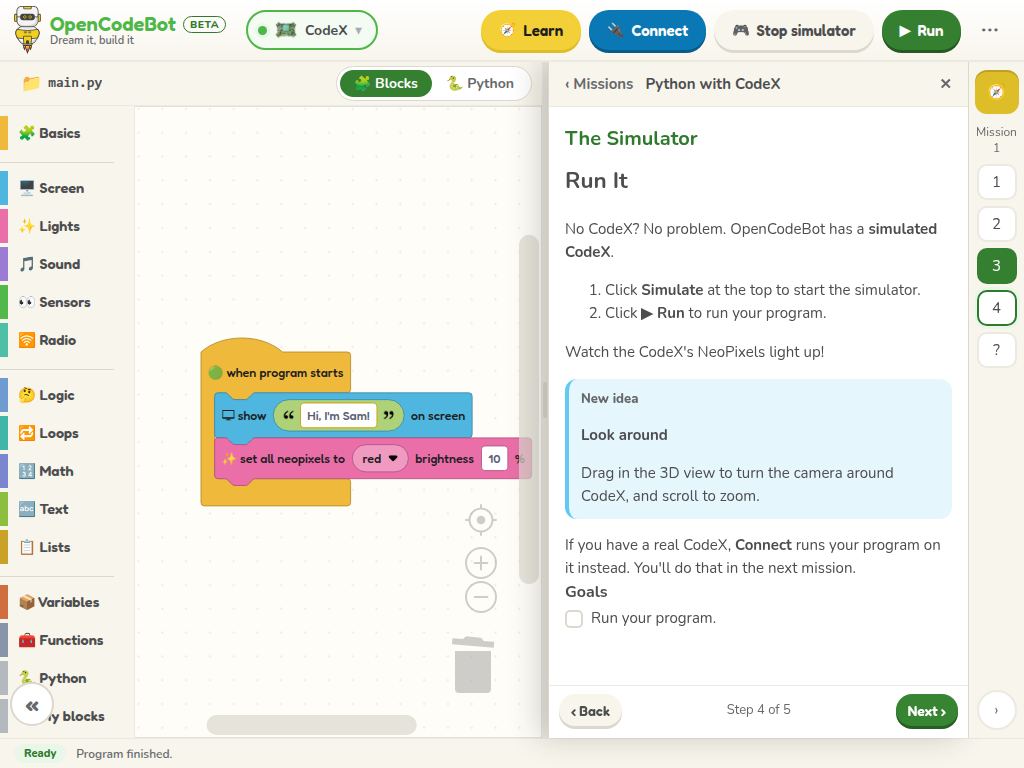 OpenCodeBot BETA
Dream it, build it
CodeX
Learn
Connect
Stop simulator
Run
main.py
Blocks
Python
‹ Missions Python with CodeX
Basics
Screen
Lights
Sound
Sensors
Radio
Logic
Loops
Math
Text
Lists
Variables
Functions
Python
blocks
when program starts
show “ Hi, I'm Sam! ” on screen
set all neopixels to red brightness 10 %
The Simulator
Run It
No CodeX? No problem. OpenCodeBot has a simulated
CodeX.
1. Click Simulate at the top to start the simulator.
2. Click ▶ Run to run your program.
Watch the CodeX's NeoPixels light up!
New idea
Look around
Drag in the 3D view to turn the camera around
CodeX, and scroll to zoom.
If you have a real CodeX, Connect runs your program on
it instead. You'll do that in the next mission.
Goals
Run your program.
‹ Back
Step 4 of 5
Next ›
Mission
1
1
2
3
4
?
Ready
Program finished.